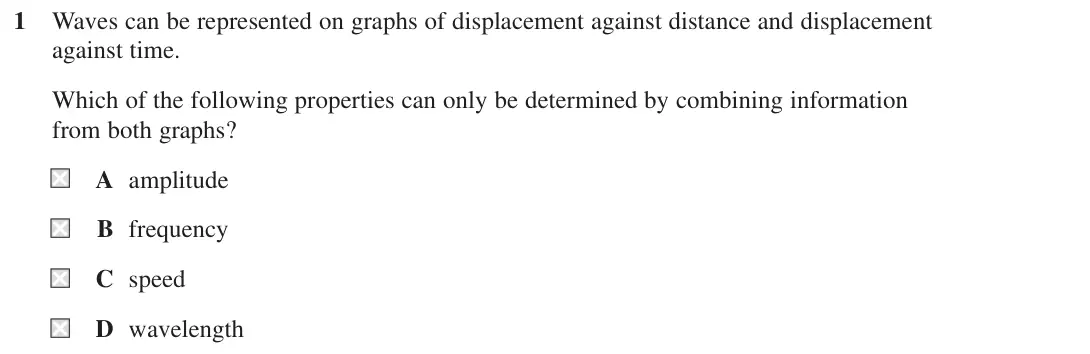 1 Waves can be represented on graphs of displacement against distance and displacement
against time.
Which of the following properties can only be determined by combining information
from both graphs?
A amplitude
B frequency
C speed
D wavelength